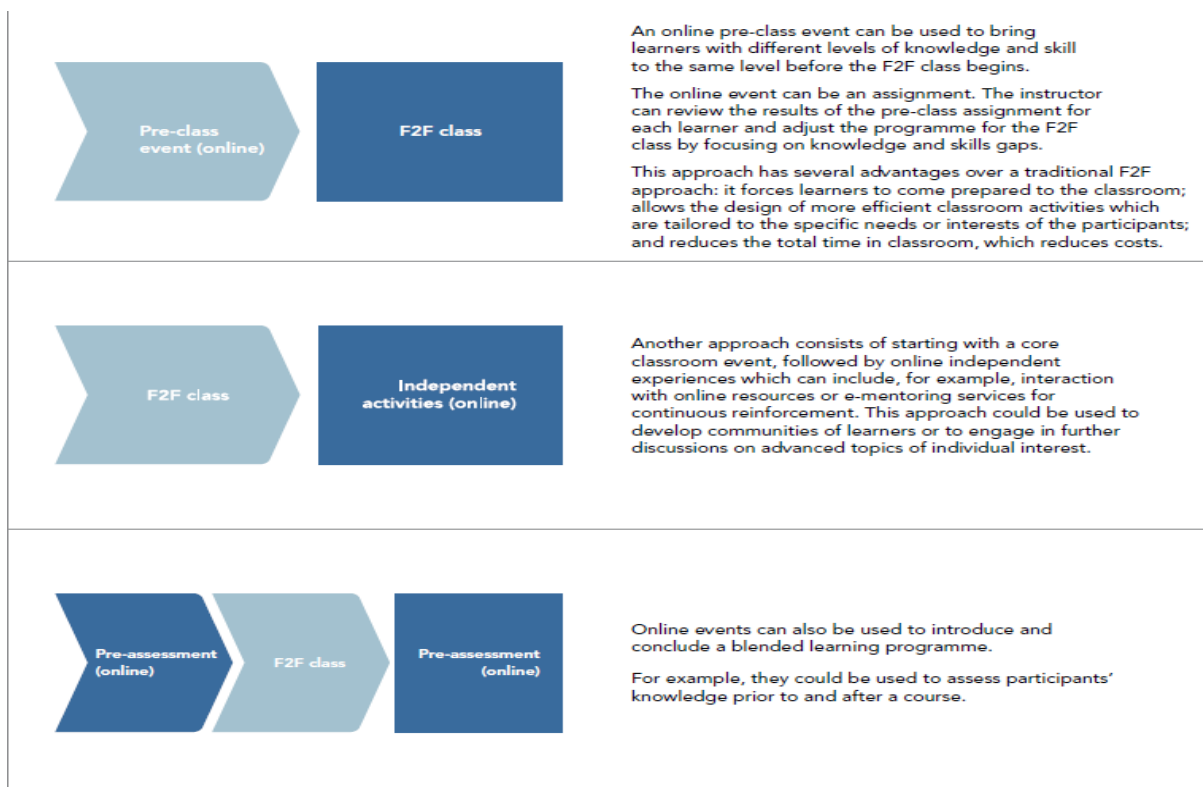 Pre-class
event (online)
F2F class
An online pre-class event can be used to bring
learners with different levels of knowledge and skill
to the same level before the F2F class begins.
The online event can be an assignment. The instructor
can review the results of the pre-class assignment for
each learner and adjust the programme for the F2F
class by focusing on knowledge and skills gaps.
This approach has several advantages over a traditional F2F
approach: it forces learners to come prepared to the classroom;
allows the design of more efficient classroom activities which
are tailored to the specific needs or interests of the participants;
and reduces the total time in classroom, which reduces costs.
F2F class
Independent
activities (online)
Another approach consists of starting with a core
classroom event, followed by online independent
experiences which can include, for example, interaction
with online resources or e-mentoring services for
continuous reinforcement. This approach could be used to
develop communities of learners or to engage in further
discussions on advanced topics of individual interest.
Pre-assessment
(online)
F2F class
Pre-assessment
(online)
Online events can also be used to introduce and
conclude a blended learning programme.
For example, they could be used to assess participants'
knowledge prior to and after a course.